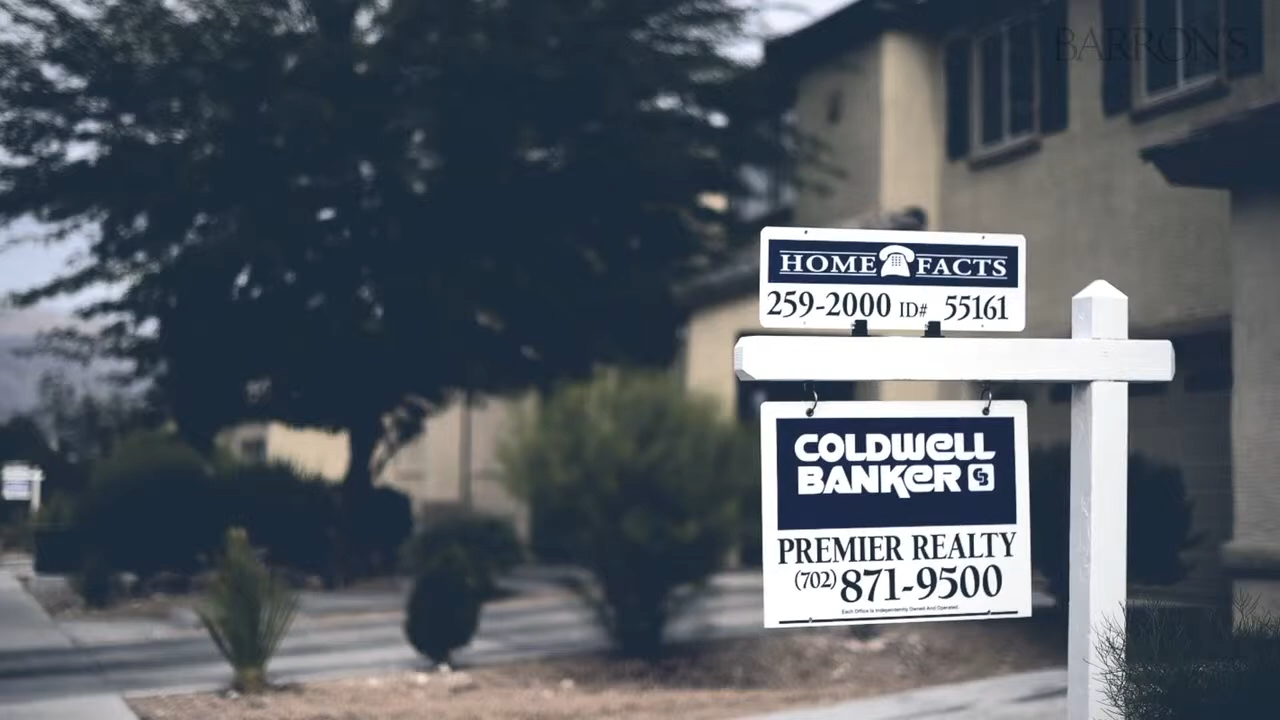 BARRON'S
HOME FACTS
259-2000 ID# 55161
COLDWELL
BANKER CB
PREMIER REALTY
(702) 871-9500
Each Office is Independently Owned And Operated.